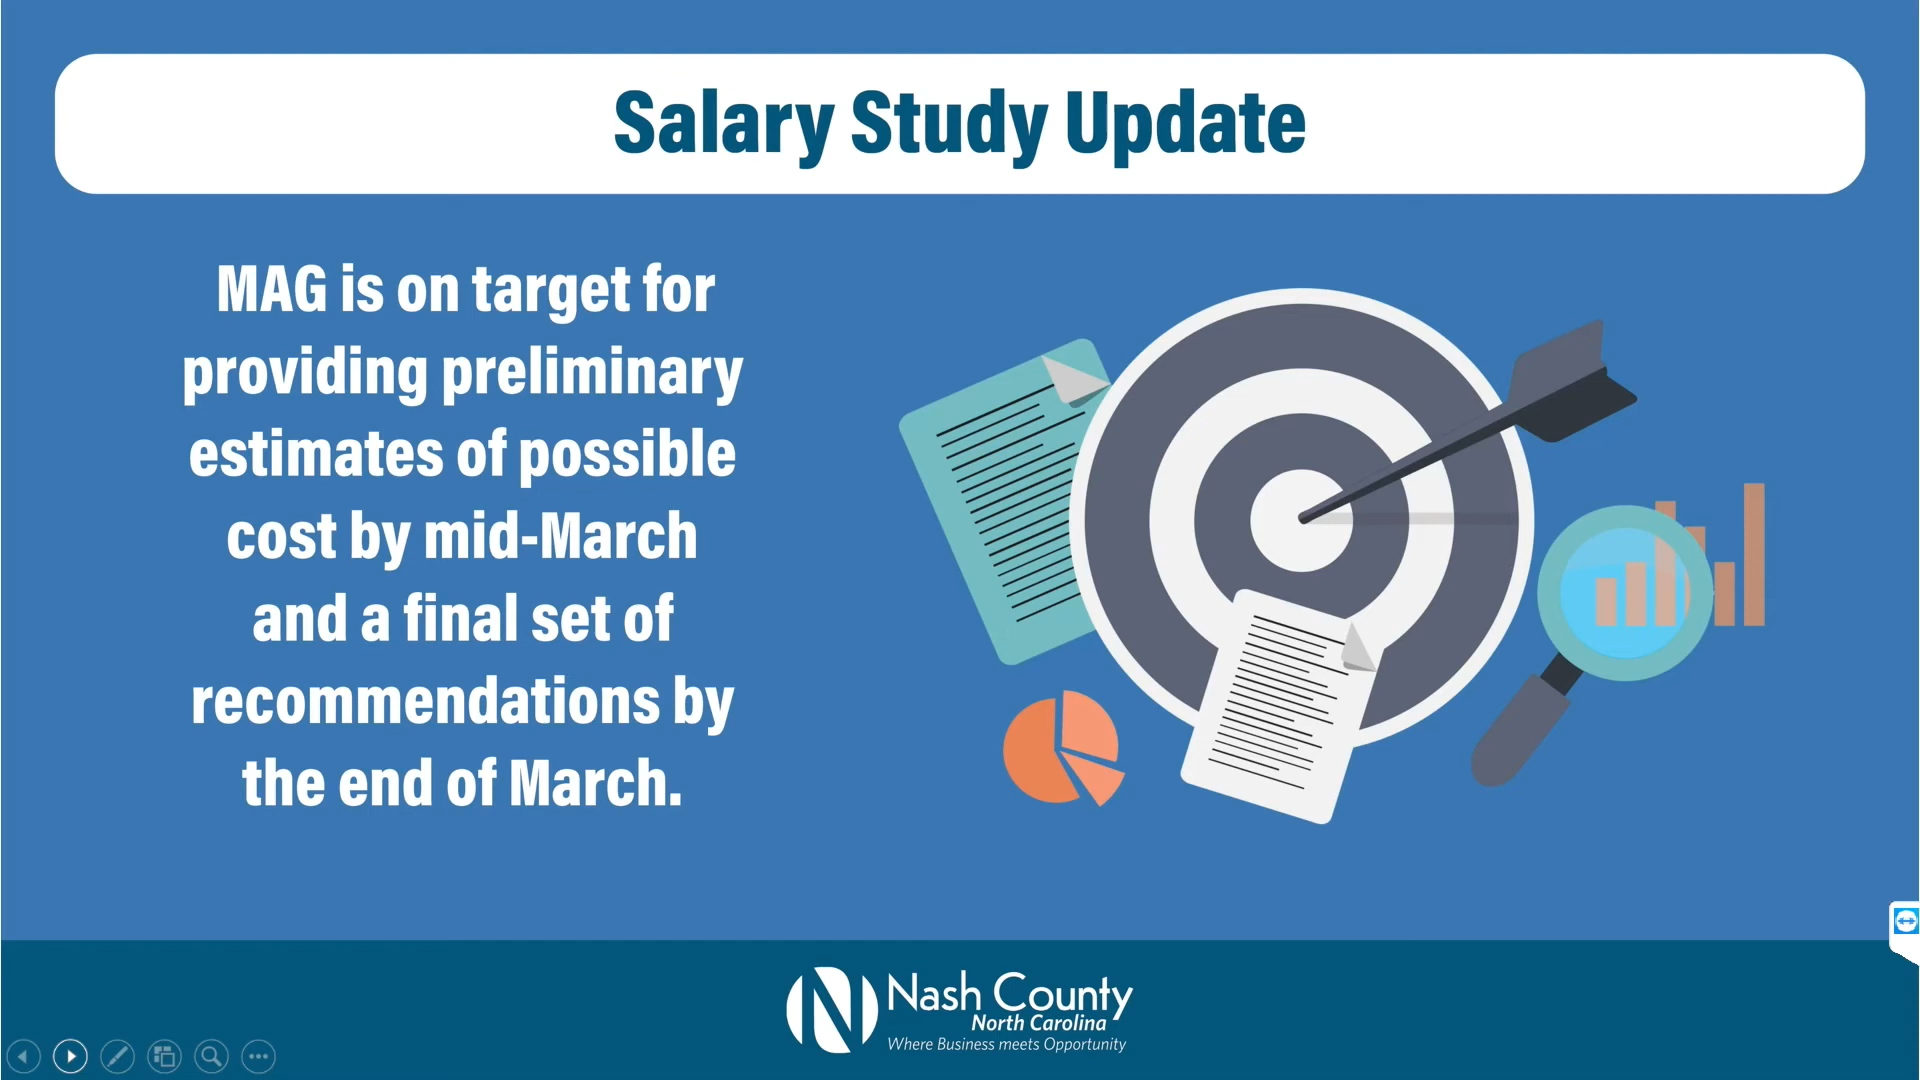 Salary Study Update
MAG is on target for
providing preliminary
estimates of possible
cost by mid-March
and a final set of
recommendations by
the end of March.
Nash County
North Carolina
Where Business meets Opportunity